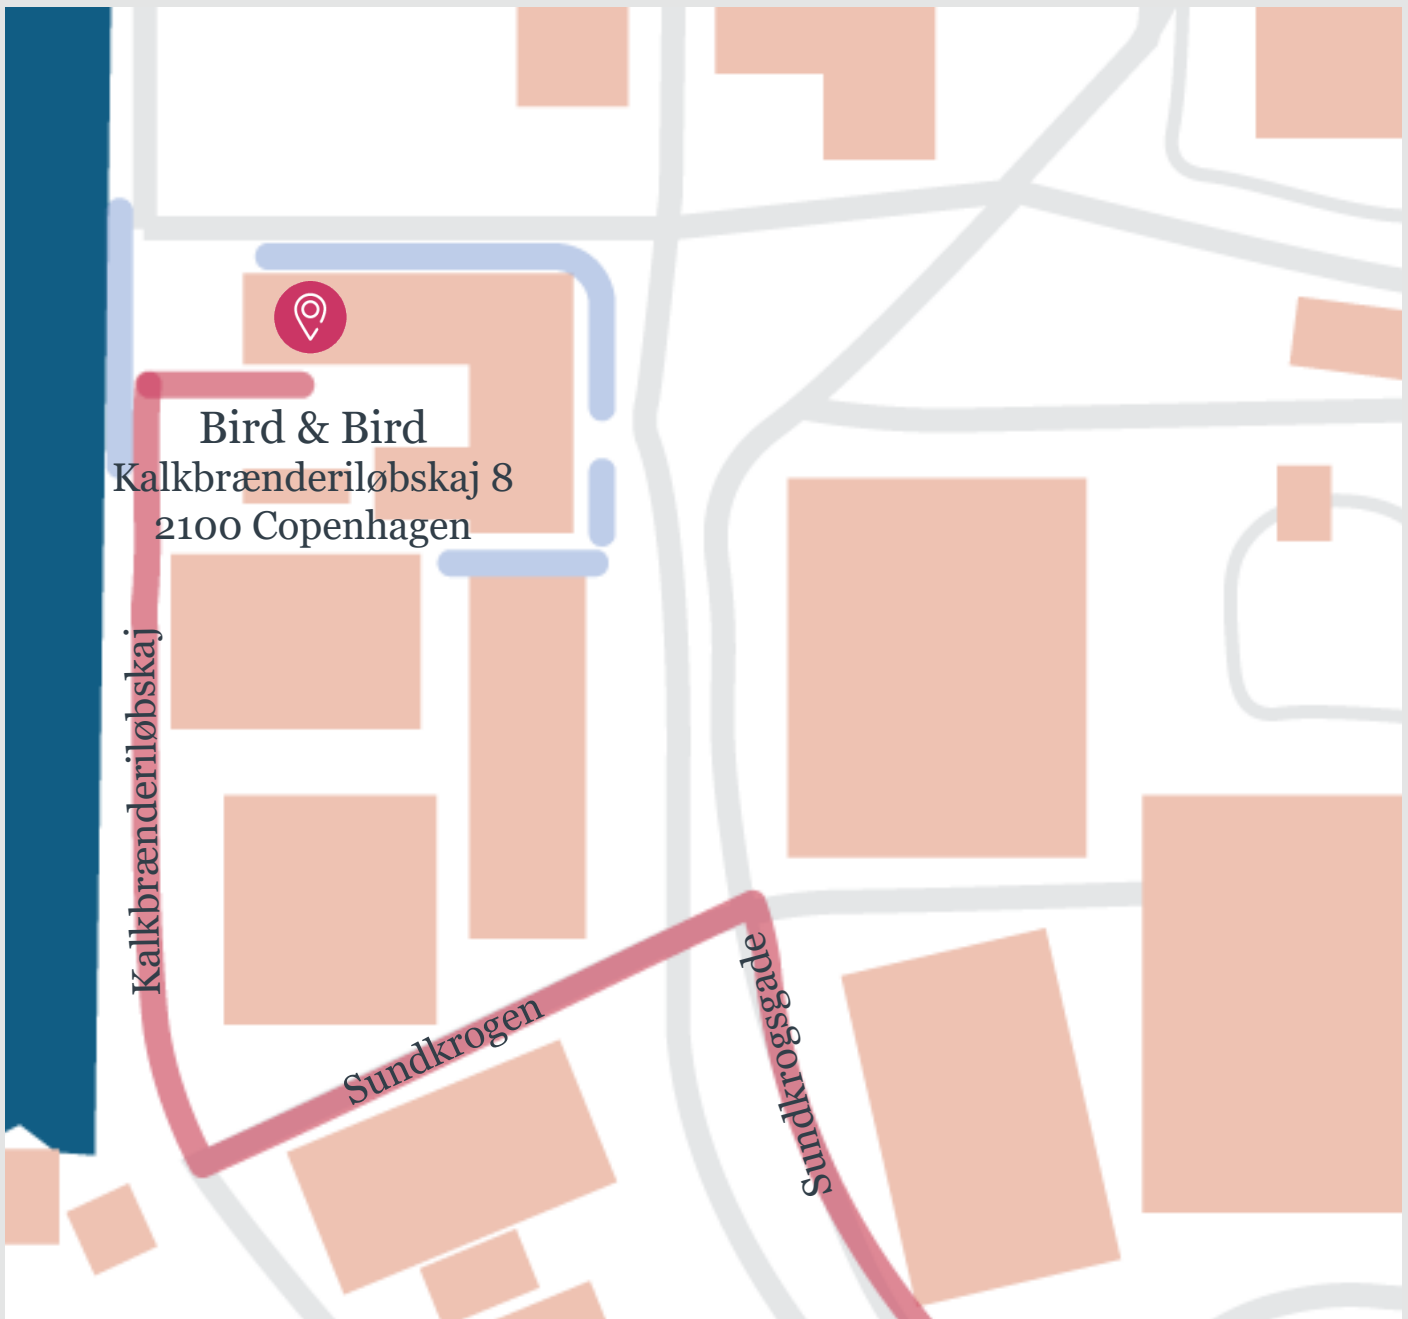 Bird & Bird
Kalkbrænderiløbskaj 8
2100 Copenhagen
Kalkbrænderiløbskaj
Sundkrogen
Sundkrogsgade